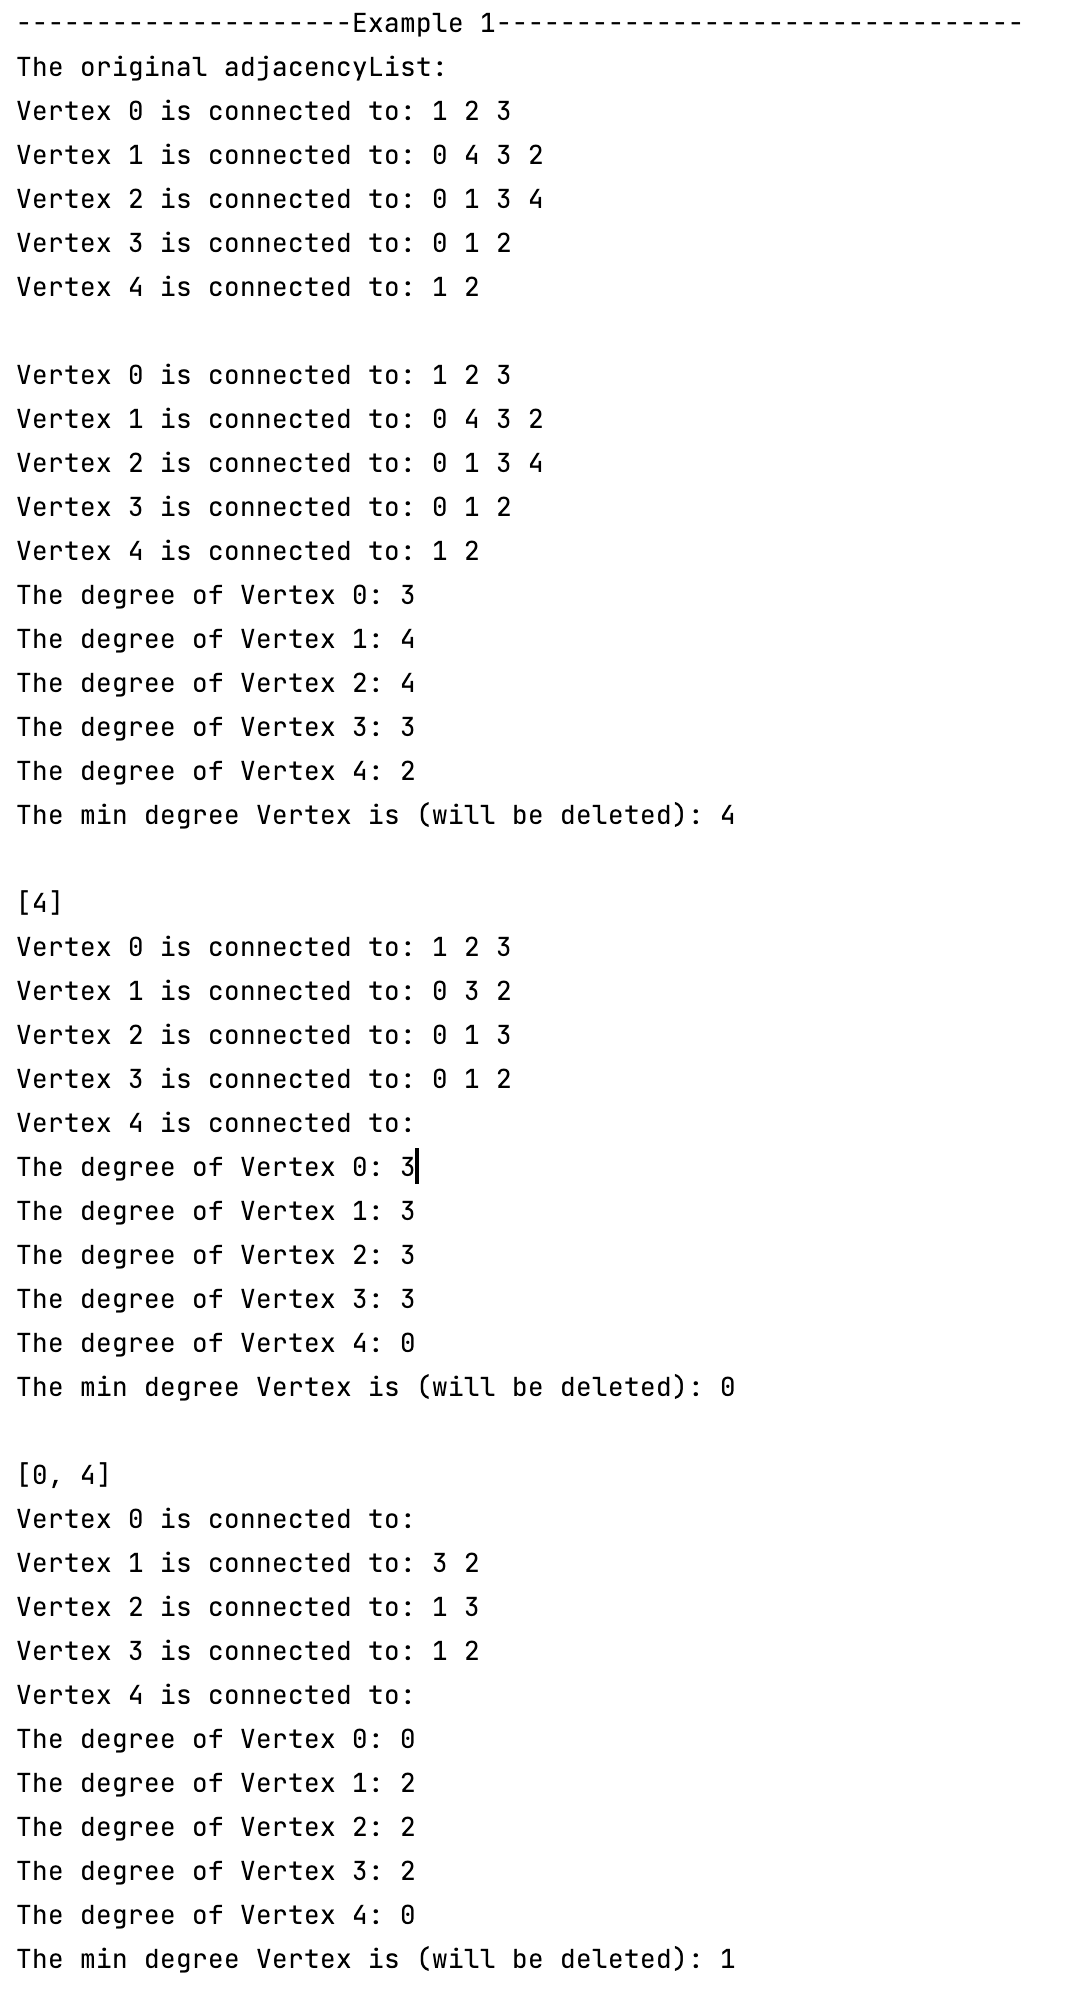 ---------------------Example 1---------------------------------
The original adjacencyList:
Vertex 0 is connected to: 1 2 3
Vertex 1 is connected to: 0 4 3 2
Vertex 2 is connected to: 0 1 3 4
Vertex 3 is connected to: 0 1 2
Vertex 4 is connected to: 1 2

Vertex 0 is connected to: 1 2 3
Vertex 1 is connected to: 0 4 3 2
Vertex 2 is connected to: 0 1 3 4
Vertex 3 is connected to: 0 1 2
Vertex 4 is connected to: 1 2
The degree of Vertex 0: 3
The degree of Vertex 1: 4
The degree of Vertex 2: 4
The degree of Vertex 3: 3
The degree of Vertex 4: 2
The min degree Vertex is (will be deleted): 4

[4]
Vertex 0 is connected to: 1 2 3
Vertex 1 is connected to: 0 3 2
Vertex 2 is connected to: 0 1 3
Vertex 3 is connected to: 0 1 2
Vertex 4 is connected to:
The degree of Vertex 0: 3
The degree of Vertex 1: 3
The degree of Vertex 2: 3
The degree of Vertex 3: 3
The degree of Vertex 4: 0
The min degree Vertex is (will be deleted): 0

[0, 4]
Vertex 0 is connected to:
Vertex 1 is connected to: 3 2
Vertex 2 is connected to: 1 3
Vertex 3 is connected to: 1 2
Vertex 4 is connected to:
The degree of Vertex 0: 0
The degree of Vertex 1: 2
The degree of Vertex 2: 2
The degree of Vertex 3: 2
The degree of Vertex 4: 0
The min degree Vertex is (will be deleted): 1